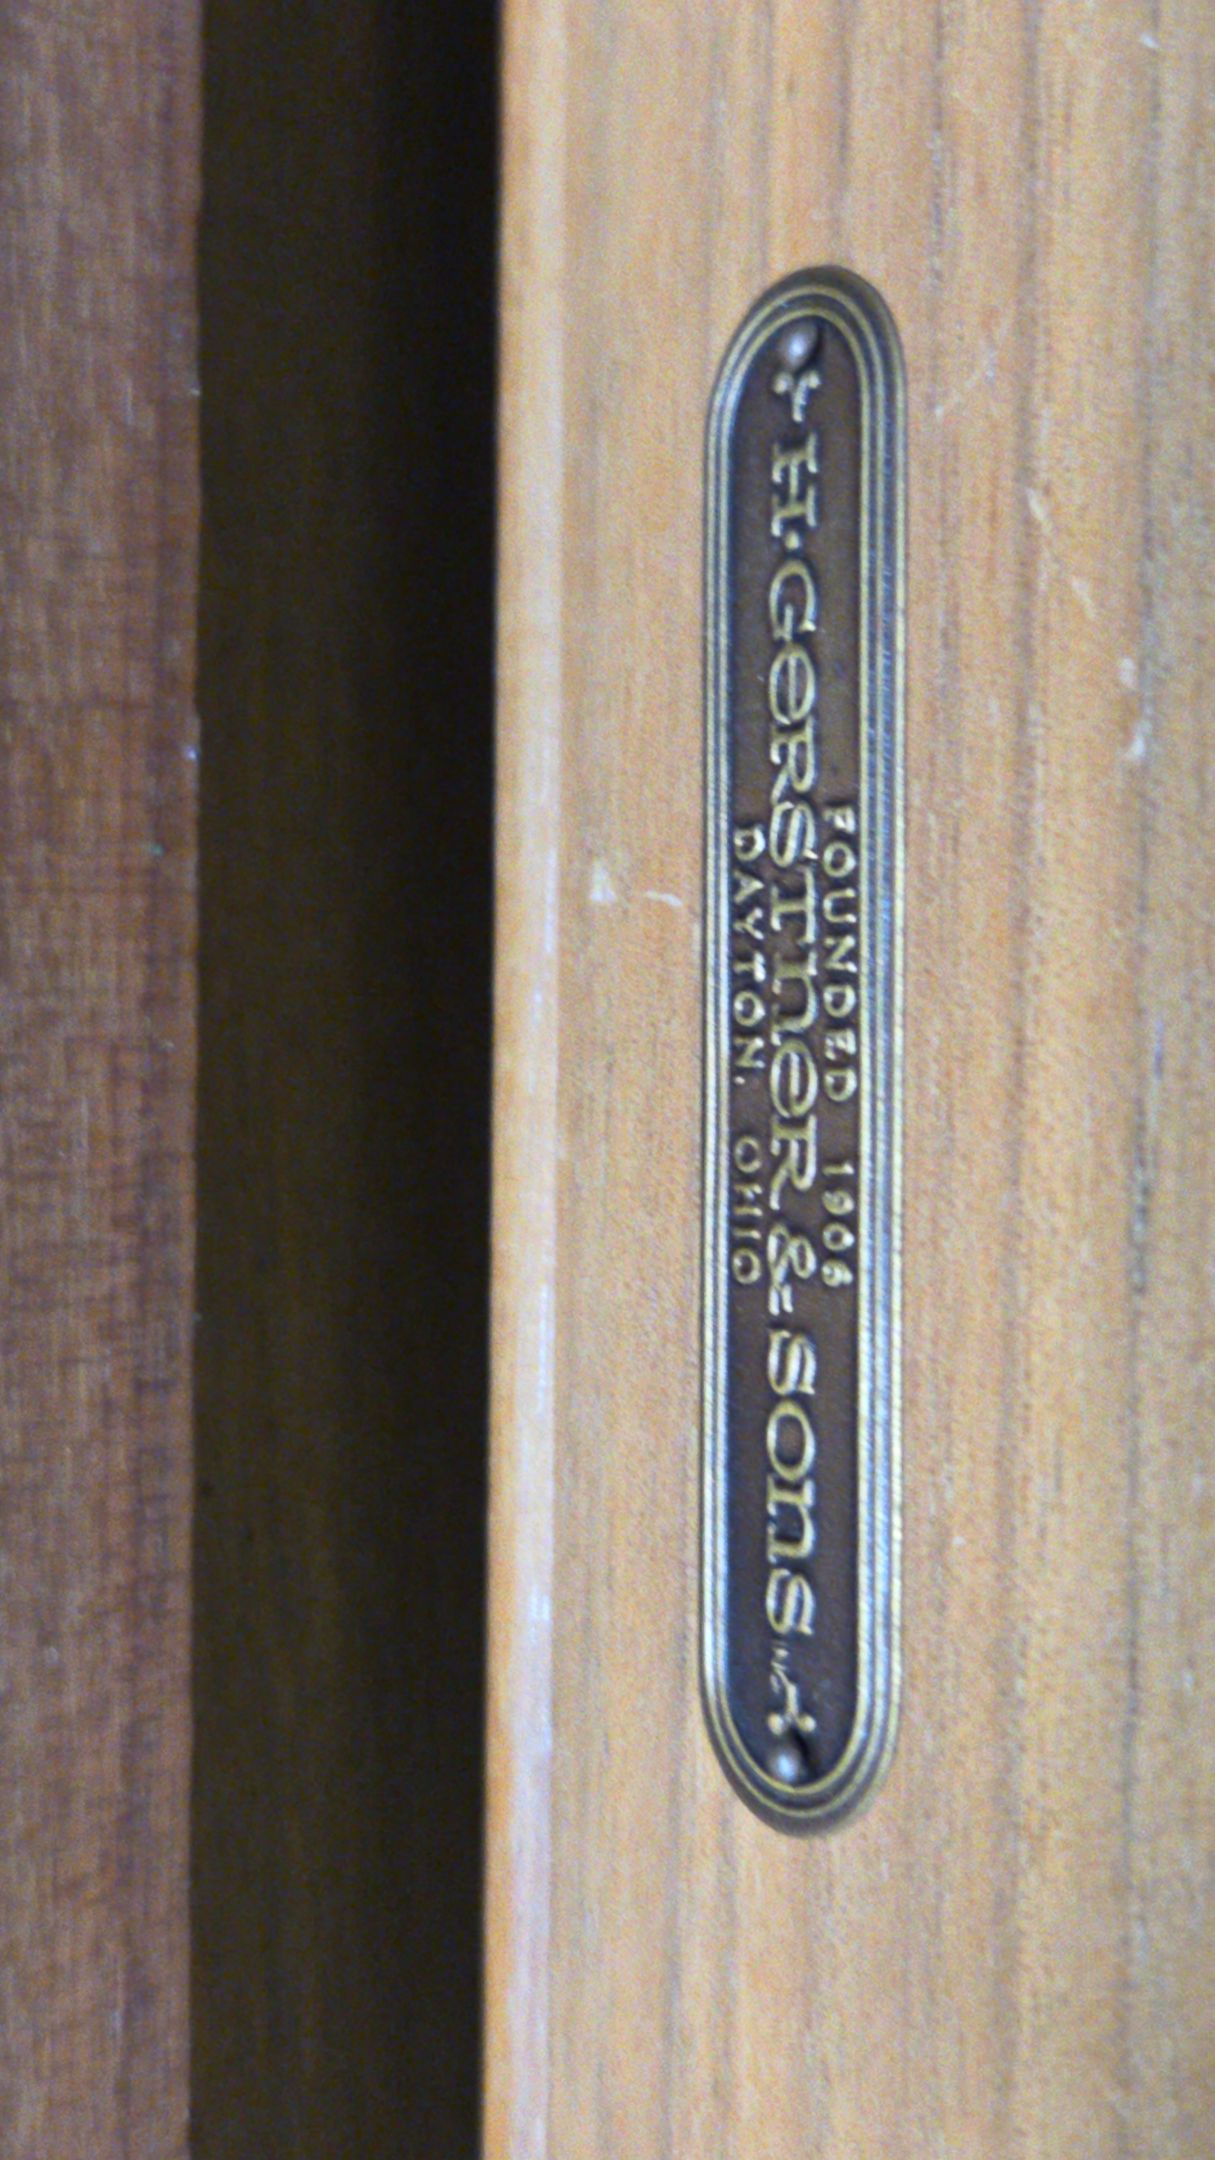 FOUNDED 1906
H. GERSTNER & SONS
DAYTON, OHIO